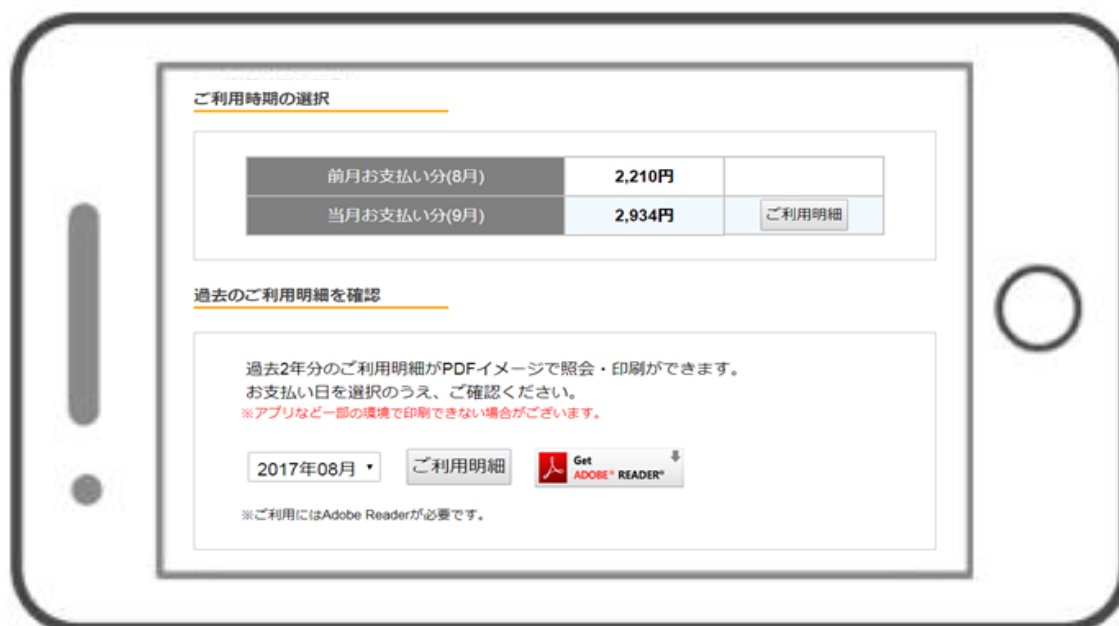 ご利用時期の選択
前月お支払い分(8月) 2,210円
当月お支払い分(9月) 2,934円 ご利用明細
過去のご利用明細を確認
過去2年分のご利用明細がPDFイメージで照会・印刷ができます。
お支払い日を選択のうえ、ご確認ください。
※アプリなど一部の環境で印刷できない場合がございます。
2017年08月 ご利用明細 Get
ADOBE® READER®
※ご利用にはAdobe Readerが必要です。